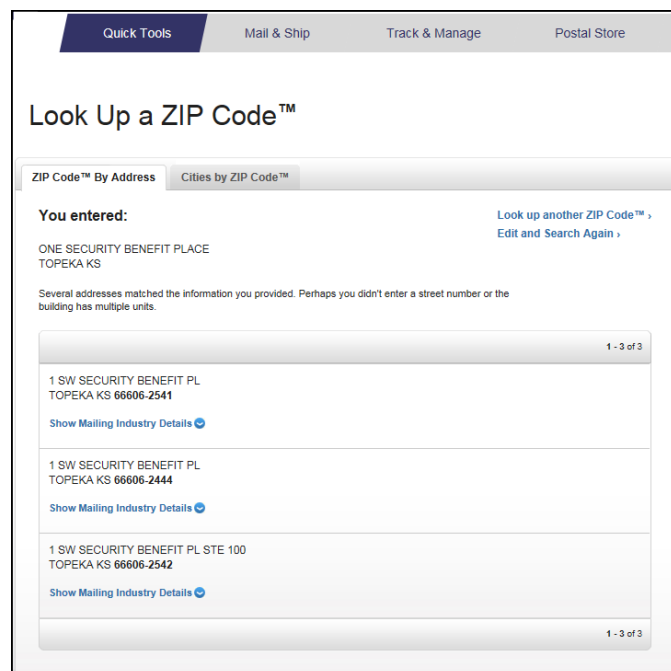 Quick Tools Mail & Ship Track & Manage Postal Store
Look Up a ZIP Code™
ZIP Code™ By Address Cities by ZIP Code™
You entered:
Look up another ZIP Code™ ›
Edit and Search Again ›
ONE SECURITY BENEFIT PLACE
TOPEKA KS
Several addresses matched the information you provided. Perhaps you didn't enter a street number or the
building has multiple units.
1 - 3 of 3
1 SW SECURITY BENEFIT PL
TOPEKA KS 66606-2541
Show Mailing Industry Details
1 SW SECURITY BENEFIT PL
TOPEKA KS 66606-2444
Show Mailing Industry Details
1 SW SECURITY BENEFIT PL STE 100
TOPEKA KS 66606-2542
Show Mailing Industry Details
1 - 3 of 3